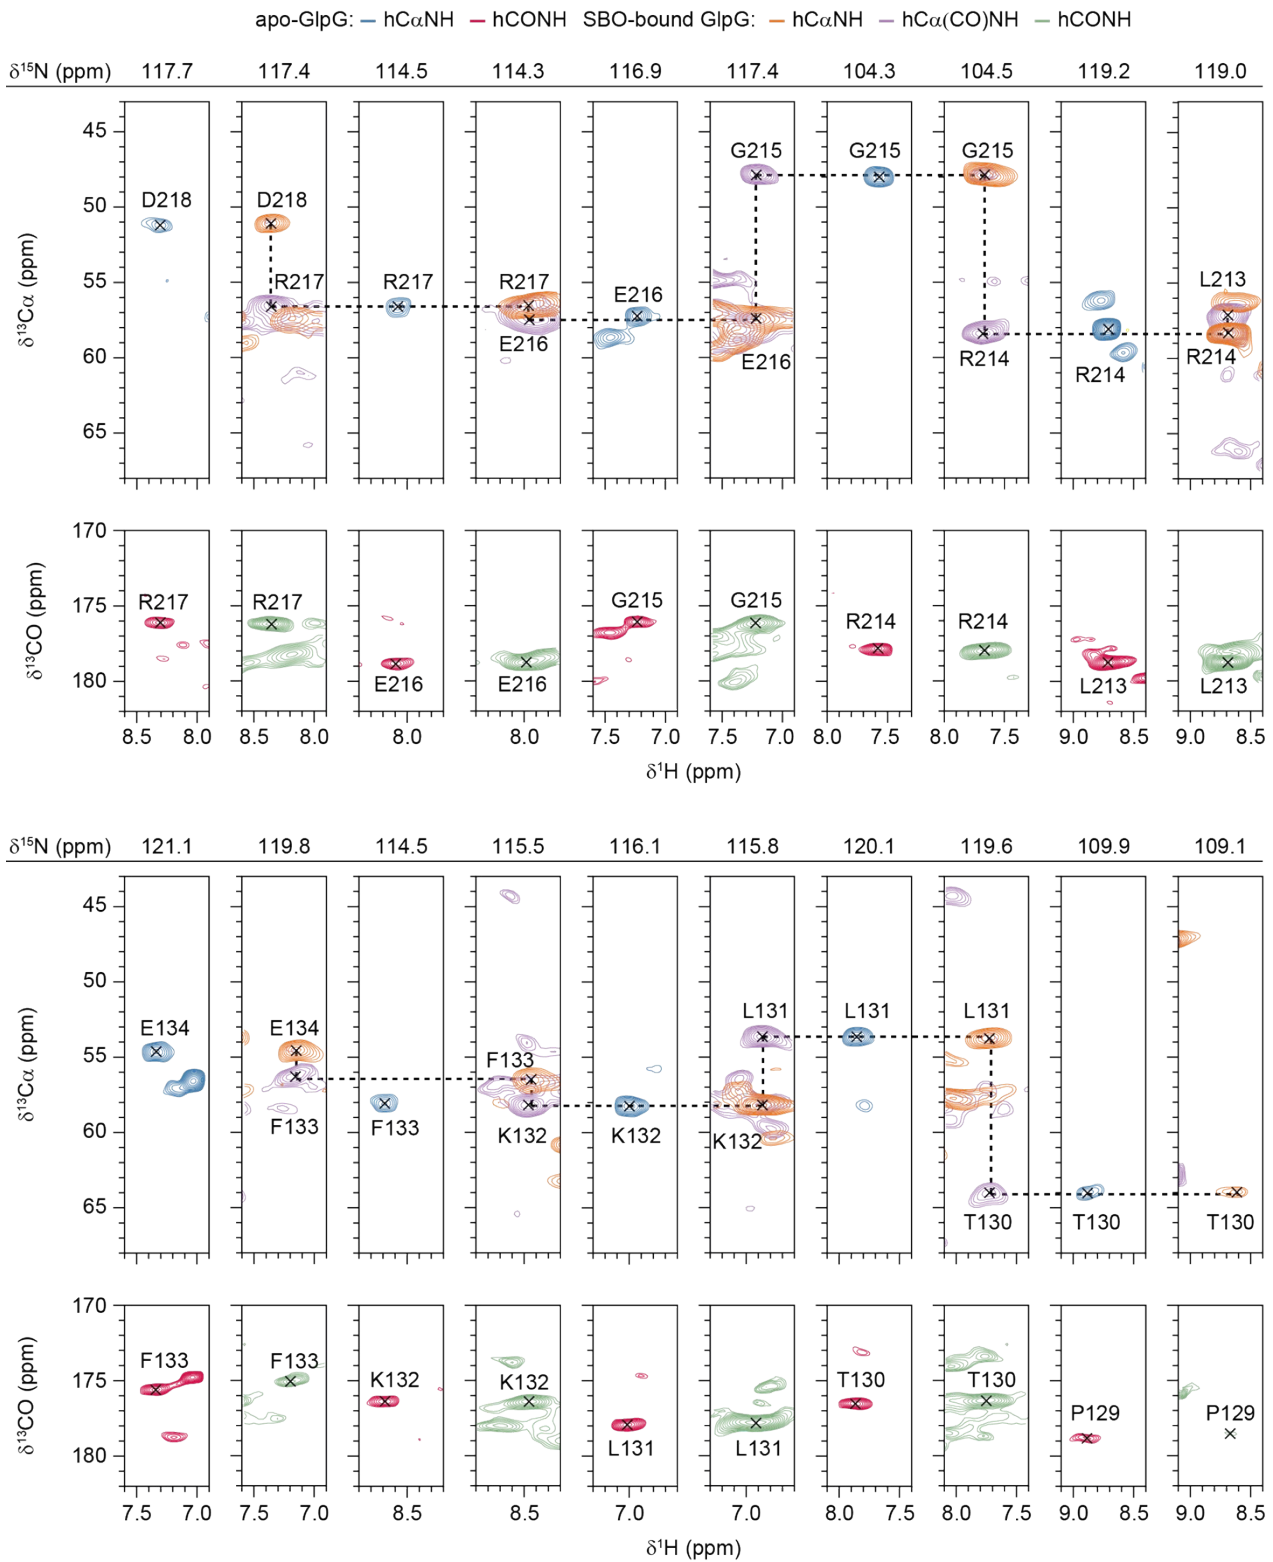 apo-GlpG: hCαNH hCONH SBO-bound GlpG: hCαNH hCα(CO)NH hCONH
δ¹⁵N (ppm) 117.7 117.4 114.5 114.3 116.9 117.4 104.3 104.5 119.2 119.0
45
G215 G215 G215
50 D218 D218
55 R217 R217 R217 E216 L213
δ¹³Cα (ppm)
60 E216 E216 R214 R214 R214
65
170
175 R217 R217 G215 G215 R214 R214
δ¹³CO (ppm)
180 E216 E216 L213 L213
8.5 8.0 8.5 8.0 8.0 8.0 7.5 7.0 7.5 7.0 8.0 7.5 8.0 7.5 9.0 8.5 9.0 8.5
δ¹H (ppm)
δ¹⁵N (ppm) 121.1 119.8 114.5 115.5 116.1 115.8 120.1 119.6 109.9 109.1
45
50
E134 E134 L131 L131 L131
55 F133
δ¹³Cα (ppm)
60 F133 F133 K132 K132 K132
65 T130 T130 T130
170
175 F133 F133 K132 K132 T130 T130
δ¹³CO (ppm)
P129 P129
180 L131 L131
7.5 7.0 7.5 7.0 8.5 8.5 7.0 7.0 8.0 7.5 8.0 7.5 9.0 8.5 9.0 8.5
δ¹H (ppm)